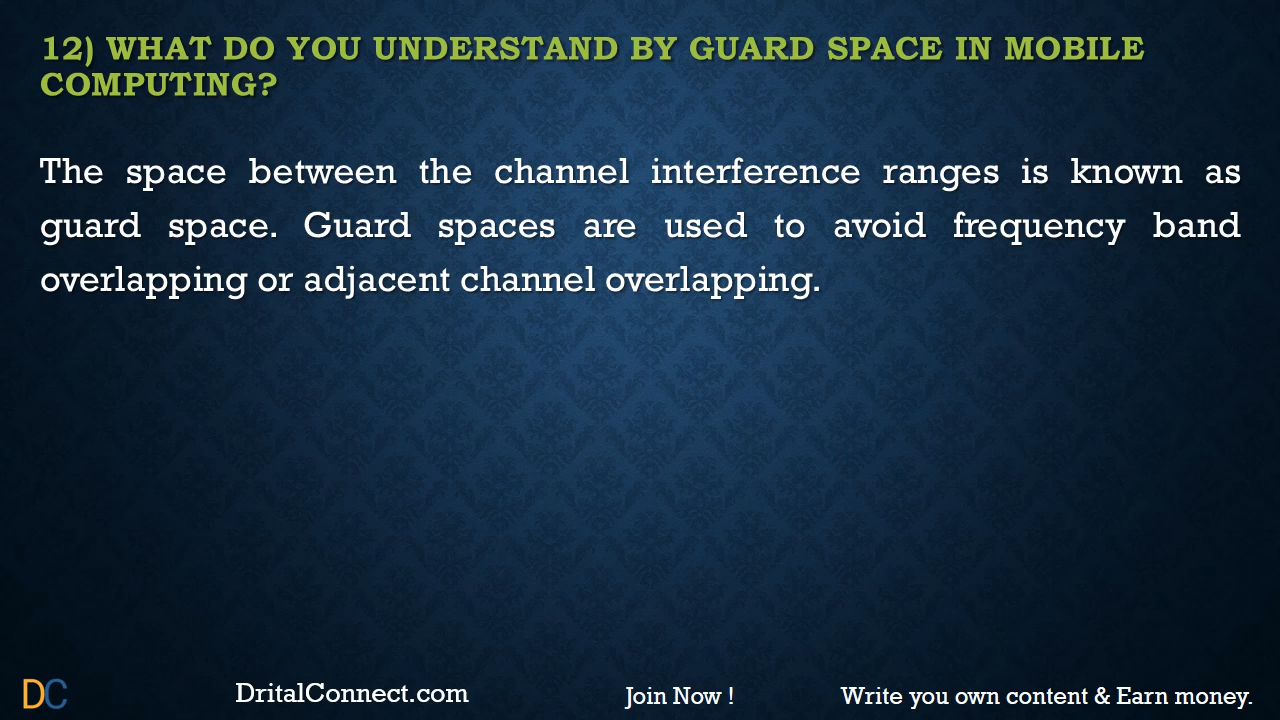 12) WHAT DO YOU UNDERSTAND BY GUARD SPACE IN MOBILE
COMPUTING?
The space between the channel interference ranges is known as
guard space. Guard spaces are used to avoid frequency band
overlapping or adjacent channel overlapping.
DC
DritalConnect.com
Join Now !
Write you own content & Earn money.